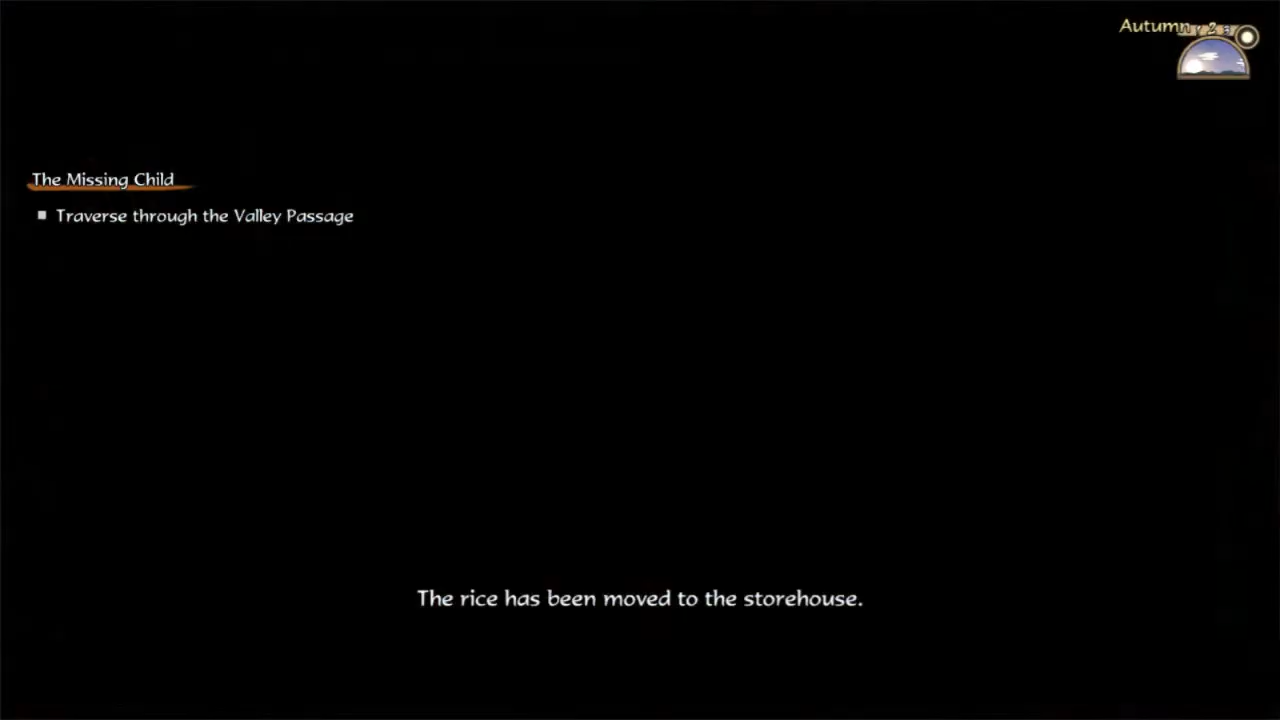 Autumn
The Missing Child
Traverse through the Valley Passage
The rice has been moved to the storehouse.